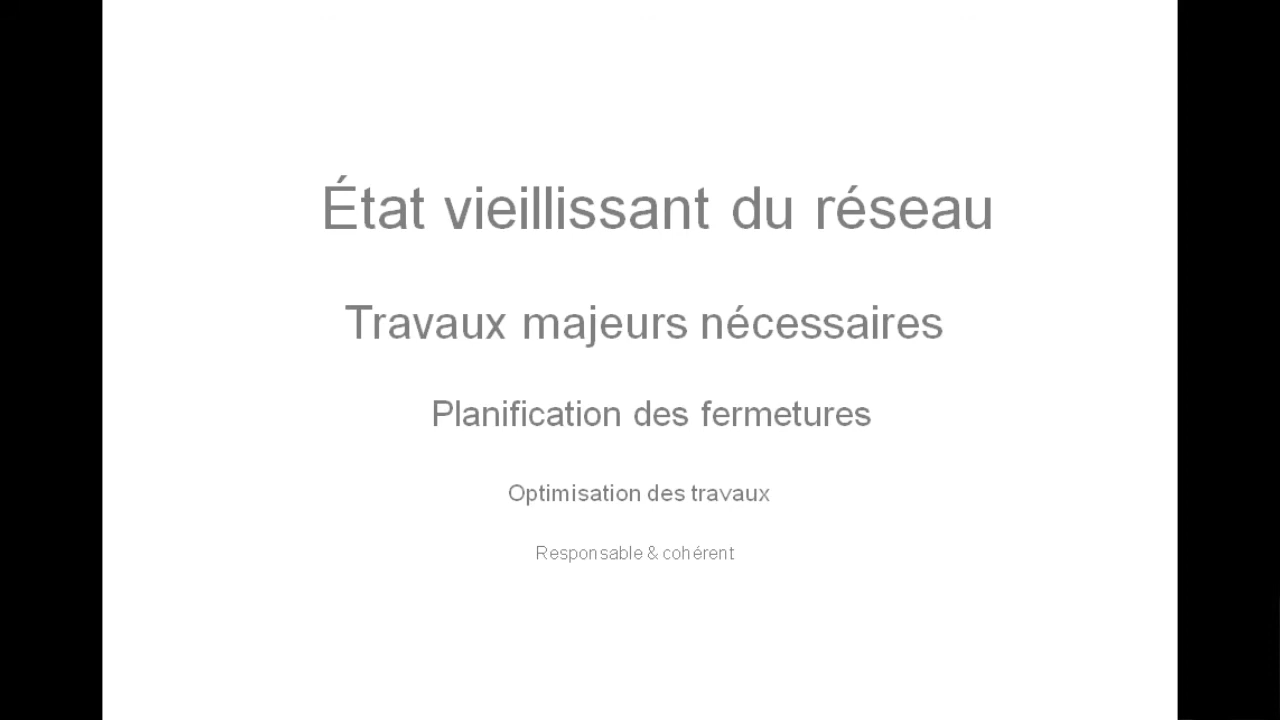 État vieillissant du réseau
Travaux majeurs nécessaires
Planification des fermetures
Optimisation des travaux
Responsable & cohérent